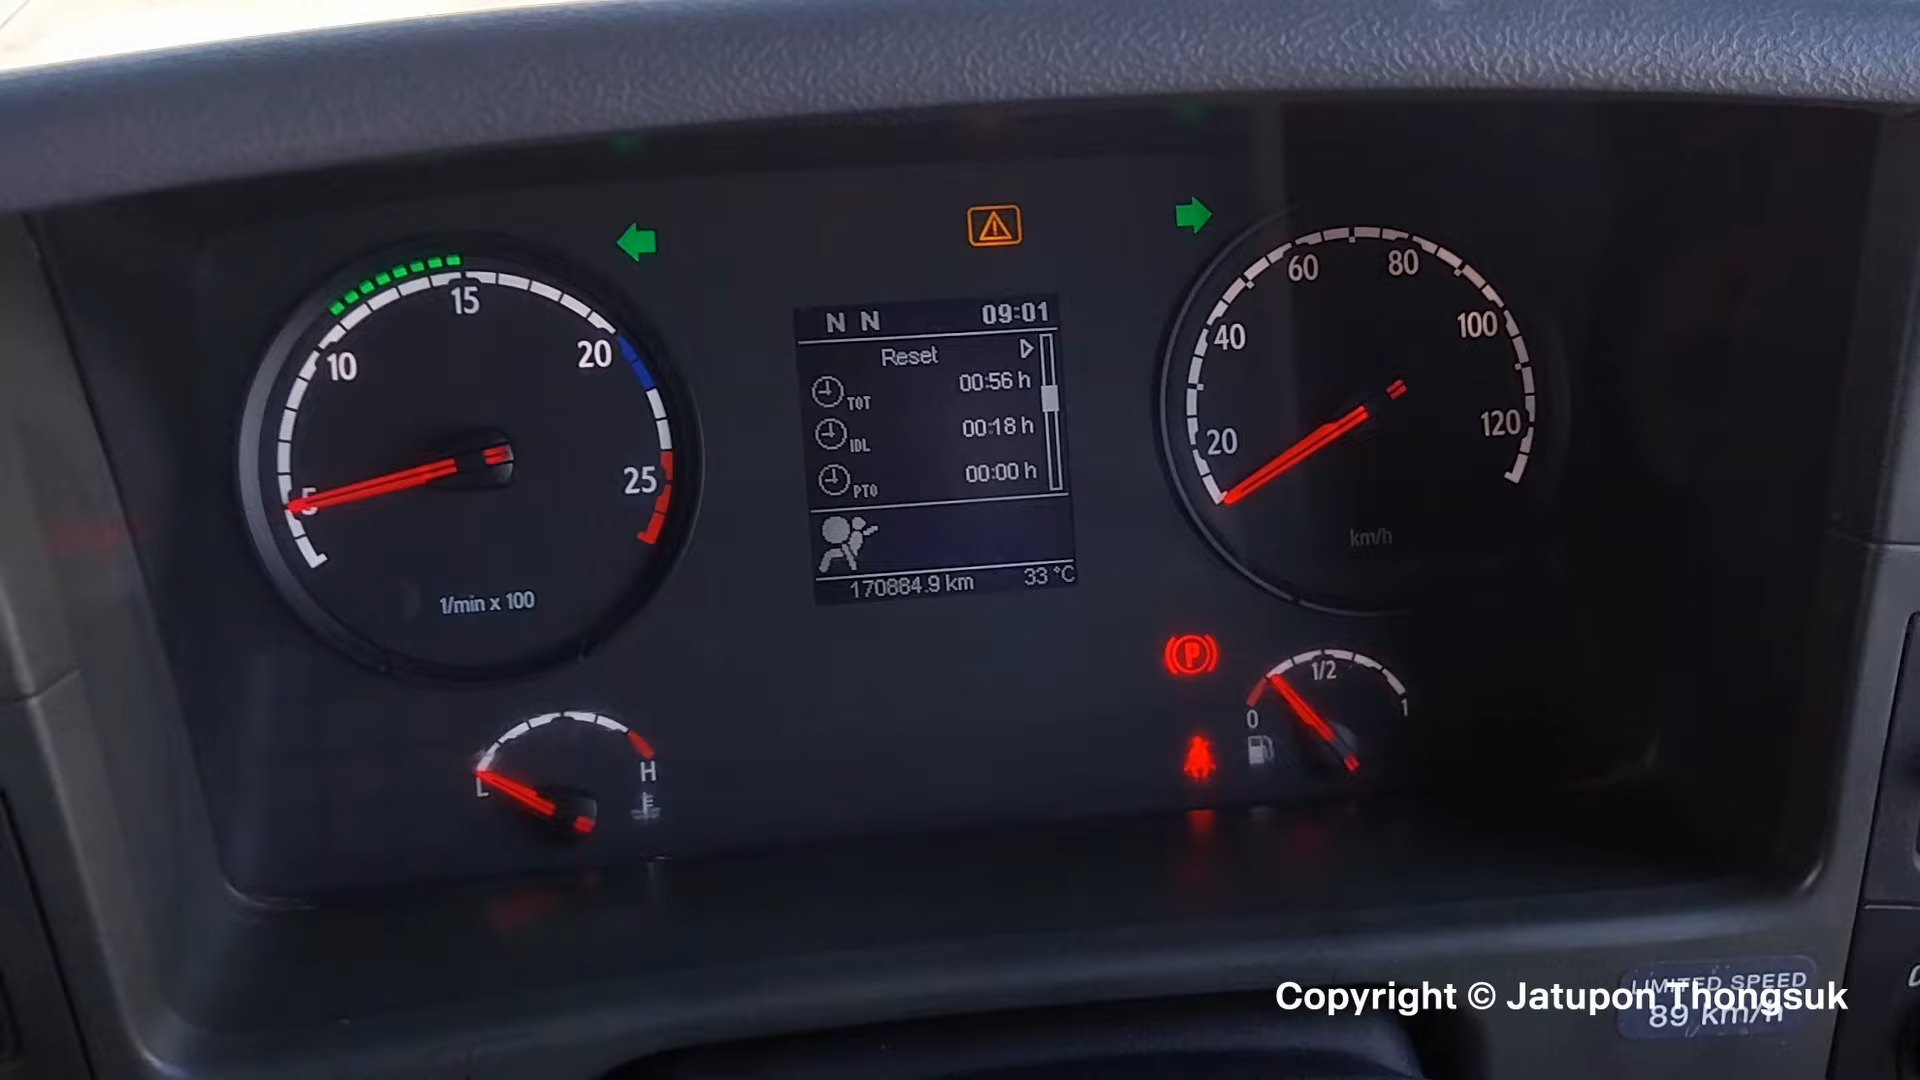 N N 09:01
Reset
TOT 00:56 h
IDL 00:18 h
PTO 00:00 h
170884.9 km 33 °C
5
10
15
20
25
1/min x 100
20
40
60
80
100
120
km/h
L
H
P
0
1/2
1
LIMITED SPEED
89 km/h
Copyright © Jatupon Thongsuk